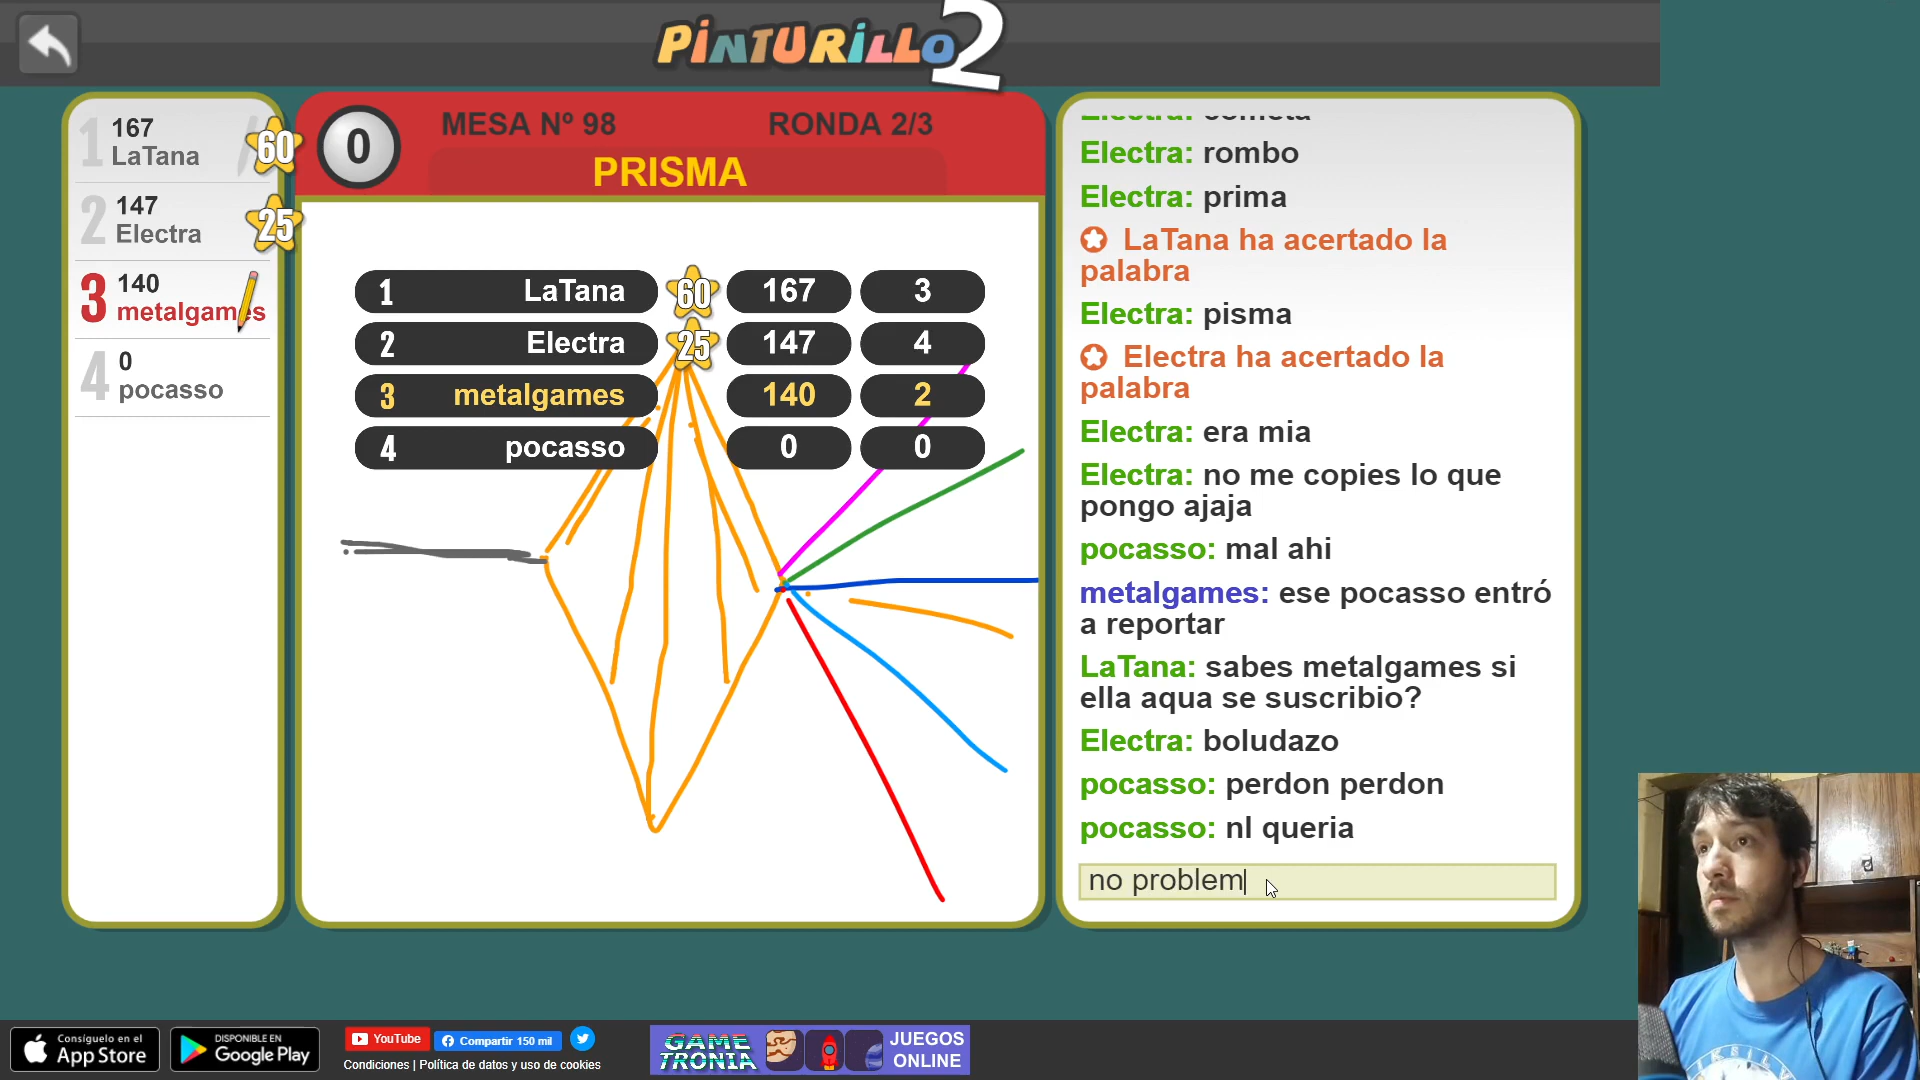 PiNTURiLLO 2
1 167
LaTana 60
2 147
Electra 25
3 140
metalgames
4 0
pocasso
0
MESA Nº 98 RONDA 2/3
PRISMA
1 LaTana 60 167 3
2 Electra 25 147 4
3 metalgames 140 2
4 pocasso 0 0
Electra: cometa
Electra: rombo
Electra: prima
LaTana ha acertado la
palabra
Electra: pisma
Electra ha acertado la
palabra
Electra: era mia
Electra: no me copies lo que
pongo ajaja
pocasso: mal ahi
metalgames: ese pocasso entró
a reportar
LaTana: sabes metalgames si
ella aqua se suscribio?
Electra: boludazo
pocasso: perdon perdon
pocasso: nl queria
no problem
Consíguelo en el
App Store
DISPONIBLE EN
Google Play
YouTube
Compartir 150 mil
Condiciones | Política de datos y uso de cookies
GAME
TRONIA
JUEGOS
ONLINE